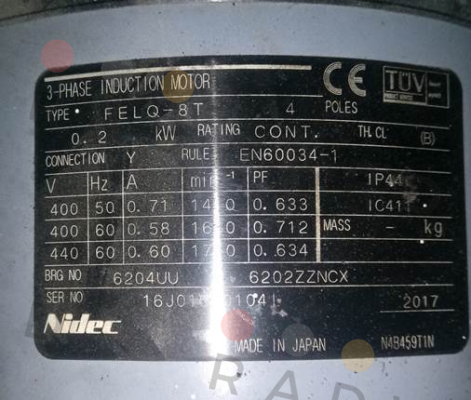 3-PHASE INDUCTION MOTOR CE TÜV
TYPE FELQ-8T 4 POLES
0.2 kW RATING CONT. TH.CL. (B)
CONNECTION Y RULE EN60034-1
V Hz A min⁻¹ PF IP44
400 50 0.71 0.633 IC411
400 60 0.58 0.712 MASS - kg
440 60 0.60 0.634
BRG NO 6204UU 6202ZZNCX
SER NO 2017
Nidec MADE IN JAPAN N4B459T1N
RAD